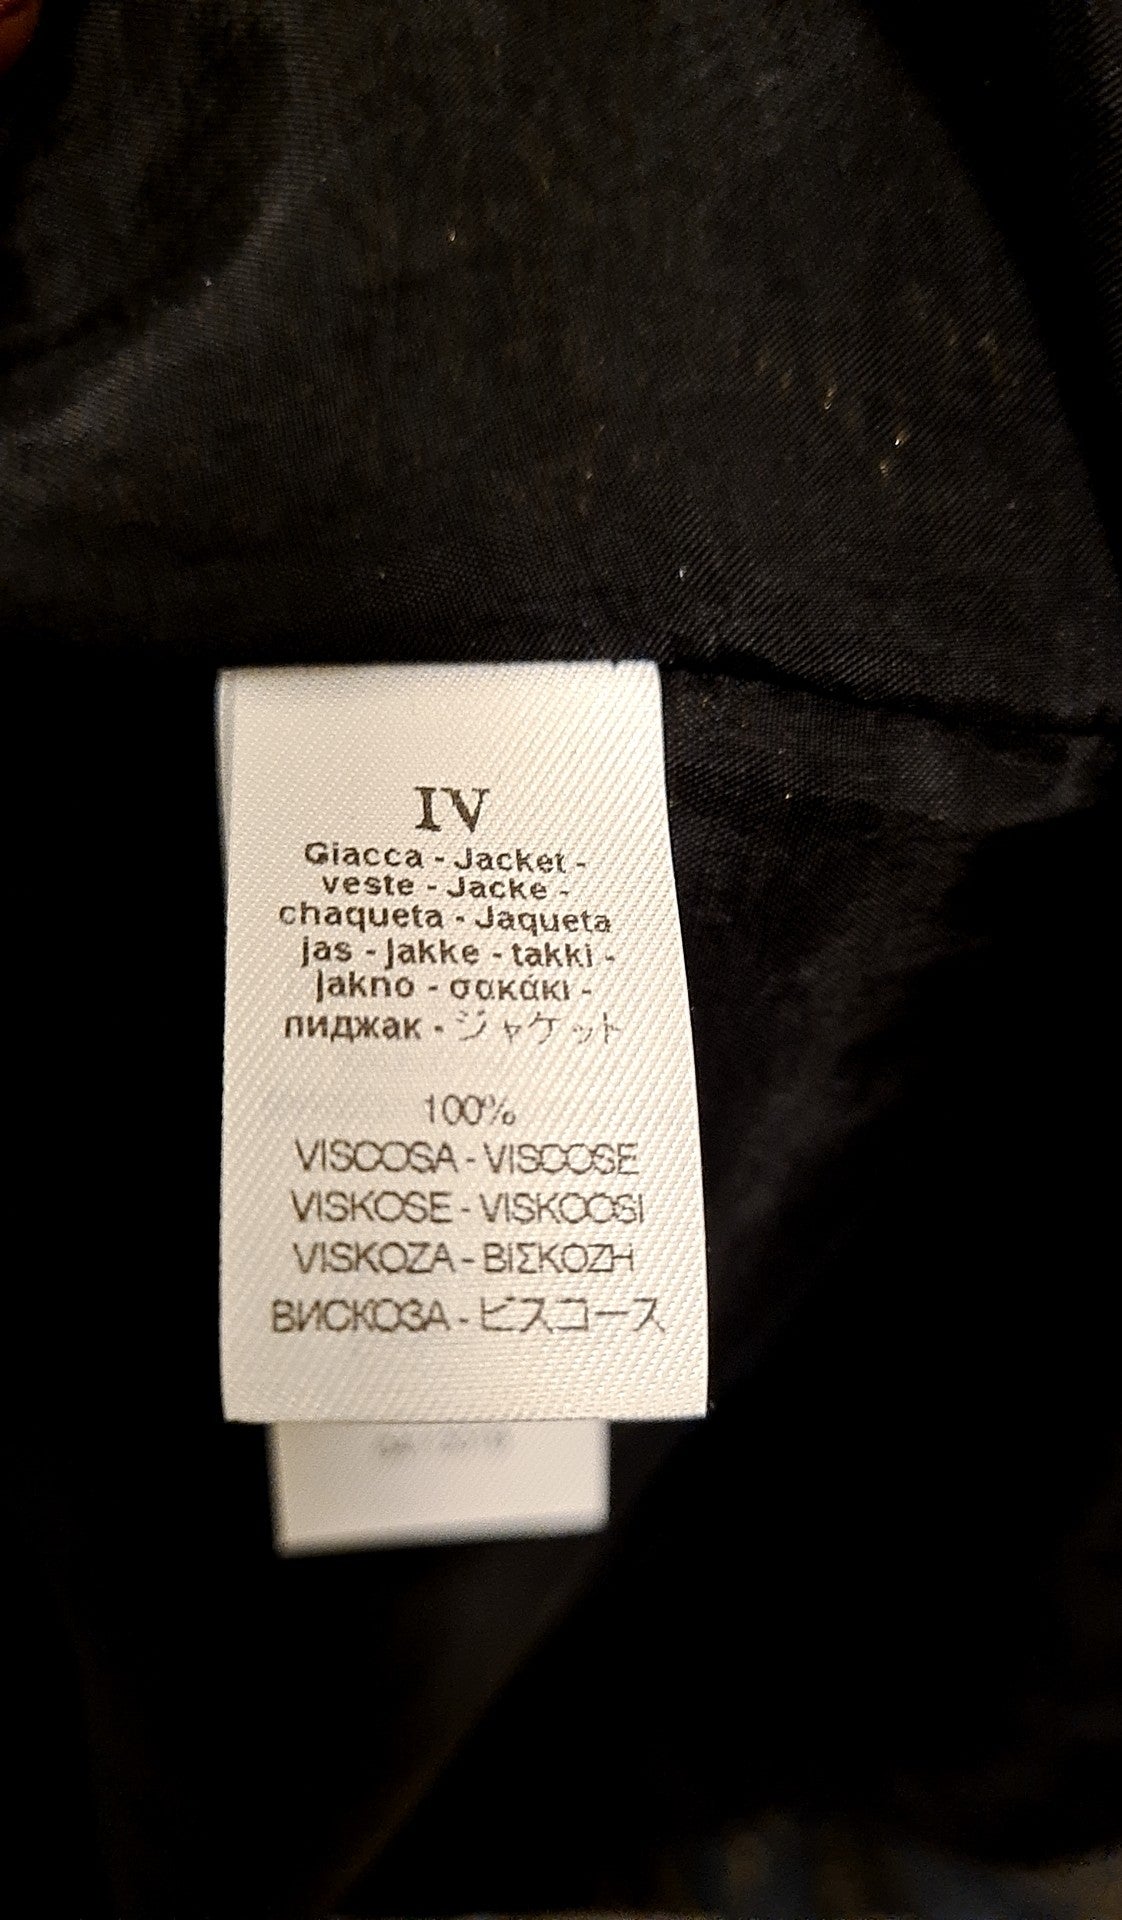 IV
Giacca - Jacket -
veste - Jacke -
chaqueta - Jaqueta
jas - Jakke - takki -
Jakno - σακάκι -
пиджак - ジャケット
100%
VISCOSA - VISCOSE
VISKOSE - VISKOOSI
VISKOZA - ΒΙΣΚΟΖΗ
ВИСКОЗА - ビスコース